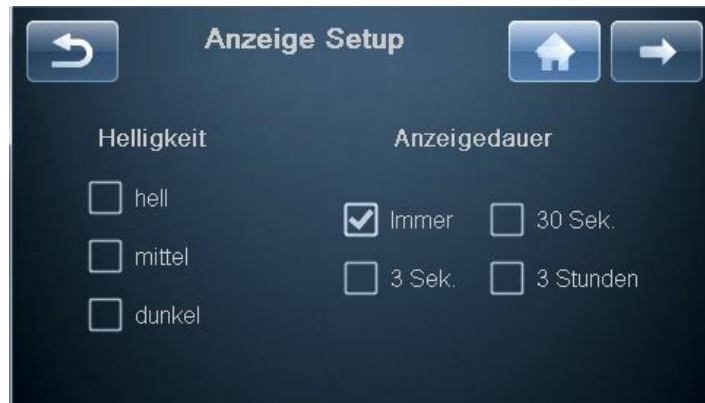 Anzeige Setup
Helligkeit
hell
mittel
dunkel
Anzeigedauer
Immer
30 Sek.
3 Sek.
3 Stunden